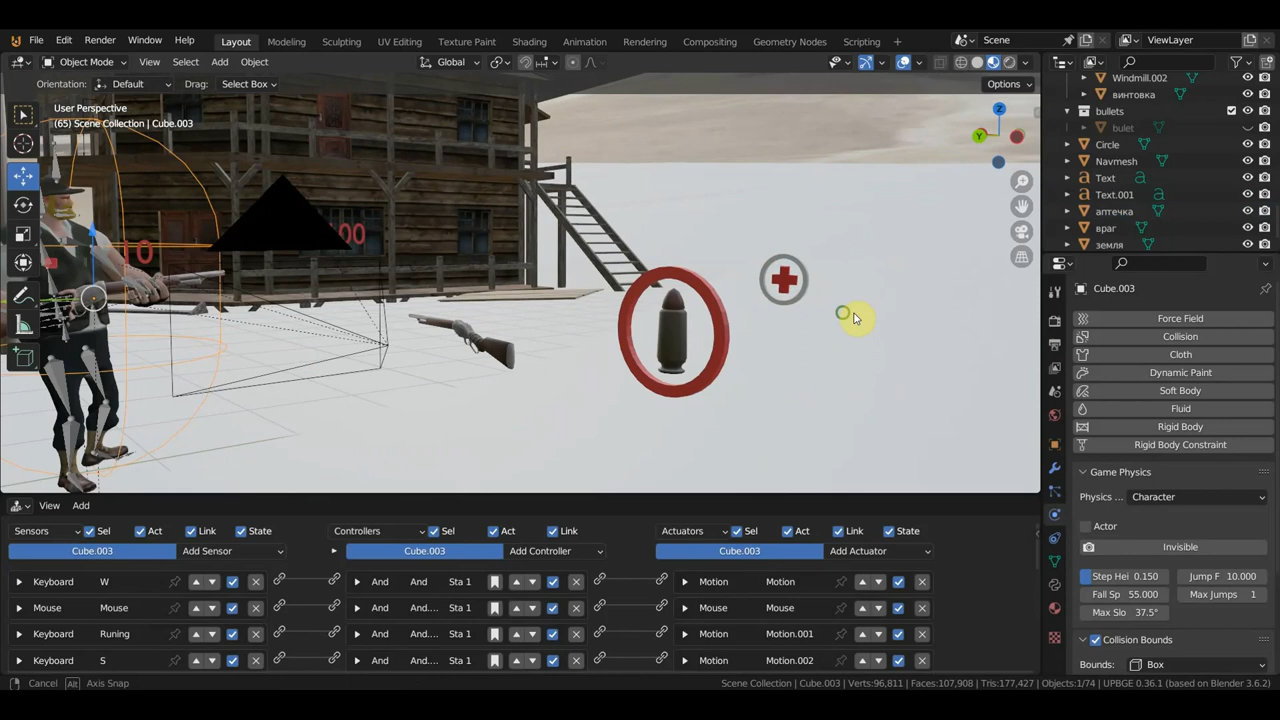 File Edit Render Window Help Layout Modeling Sculpting UV Editing Texture Paint Shading Animation Rendering Compositing Geometry Nodes Scripting + Scene ViewLayer
Object Mode View Select Add Object Global
Orientation: Default Drag: Select Box Options
User Perspective
(65) Scene Collection | Cube.003
Z
Y
Windmill.002
винтовка
bullets
bulet
Circle
Navmesh
Text
Text.001
аптечка
враг
земля
Cube.003
Force Field
Collision
Cloth
Dynamic Paint
Soft Body
Fluid
Rigid Body
Rigid Body Constraint
Game Physics
Physics ... Character
Actor
Invisible
Step Hei 0.150 Jump F 10.000
Fall Sp 55.000 Max Jumps 1
Max Slo 37.5°
Collision Bounds
Bounds: Box
View Add
Sensors Sel Act Link State Controllers Sel Act Link Actuators Sel Act Link State
Cube.003 Add Sensor Cube.003 Add Controller Cube.003 Add Actuator
Keyboard W And And Sta 1 Motion Motion
Mouse Mouse And And.... Sta 1 Mouse Mouse
Keyboard Runing And And.... Sta 1 Motion Motion.001
Keyboard S And And.... Sta 1 Motion Motion.002
Cancel Alt Axis Snap Scene Collection | Cube.003 | Verts:96,811 | Faces:107,908 | Tris:177,427 | Objects:1/74 | UPBGE 0.36.1 (based on Blender 3.6.2)